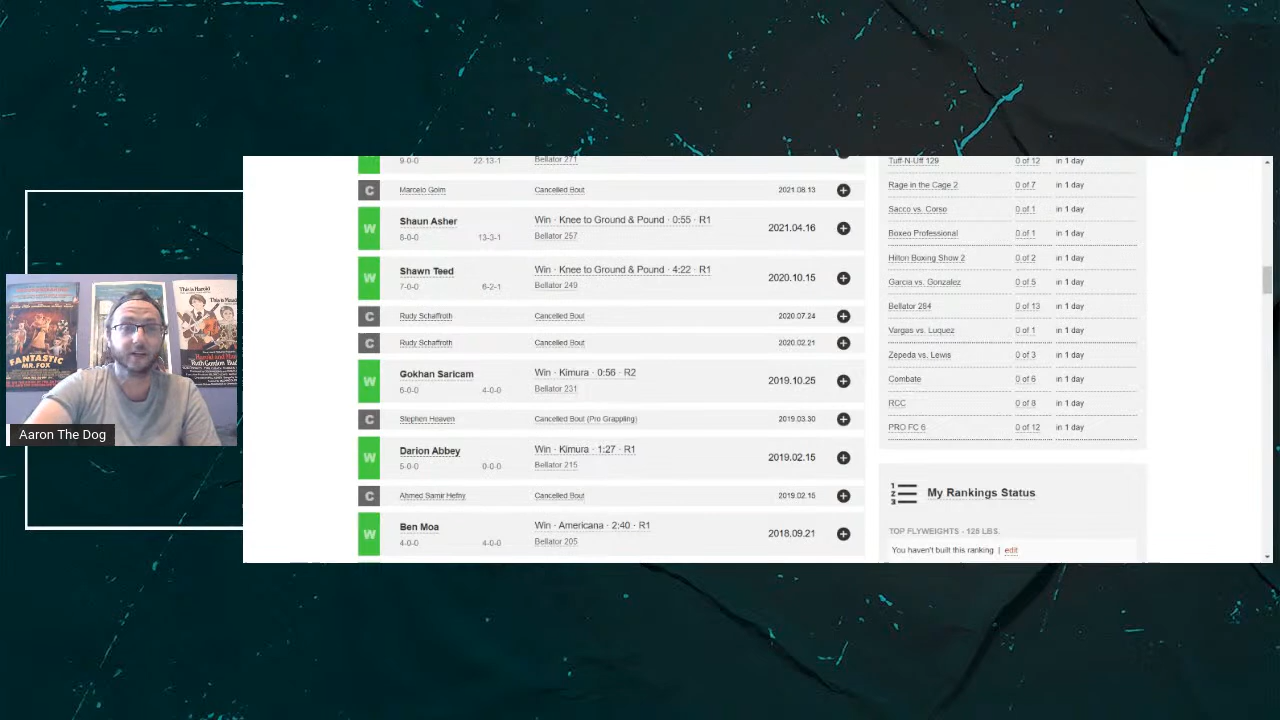 9-0-0 22-13-1 Bellator 271
C Marcelo Golm Cancelled Bout 2021.08.13
Shaun Asher Win · Knee to Ground & Pound · 0:55 · R1
W 2021.04.16
8-0-0 13-3-1 Bellator 257
Shawn Teed Win · Knee to Ground & Pound · 4:22 · R1
W 2020.10.15
7-0-0 6-2-1 Bellator 249
C Rudy Schaffroth Cancelled Bout 2020.07.24
C Rudy Schaffroth Cancelled Bout 2020.02.21
Gokhan Saricam Win · Kimura · 0:56 · R2
W 2019.10.25
6-0-0 4-0-0 Bellator 231
C Stephen Heaven Cancelled Bout (Pro Grappling) 2019.03.30
Darion Abbey Win · Kimura · 1:27 · R1
W 2019.02.15
5-0-0 0-0-0 Bellator 215
C Ahmed Samir Hefny Cancelled Bout 2019.02.15
Ben Moa Win · Americana · 2:40 · R1
W 2018.09.21
4-0-0 4-0-0 Bellator 205
Tuff-N-Uff 129 0 of 12 in 1 day
Rage in the Cage 2 0 of 7 in 1 day
Sacco vs. Corso 0 of 1 in 1 day
Boxeo Professional 0 of 1 in 1 day
Hilton Boxing Show 2 0 of 2 in 1 day
Garcia vs. Gonzalez 0 of 5 in 1 day
Bellator 284 0 of 13 in 1 day
Vargas vs. Luquez 0 of 1 in 1 day
Zepeda vs. Lewis 0 of 3 in 1 day
Combate 0 of 6 in 1 day
RCC 0 of 8 in 1 day
PRO FC 6 0 of 12 in 1 day
My Rankings Status
TOP FLYWEIGHTS - 125 LBS.
You haven't built this ranking | edit
FANTASTIC
MR. FOX
This is Harold
Aaron The Dog